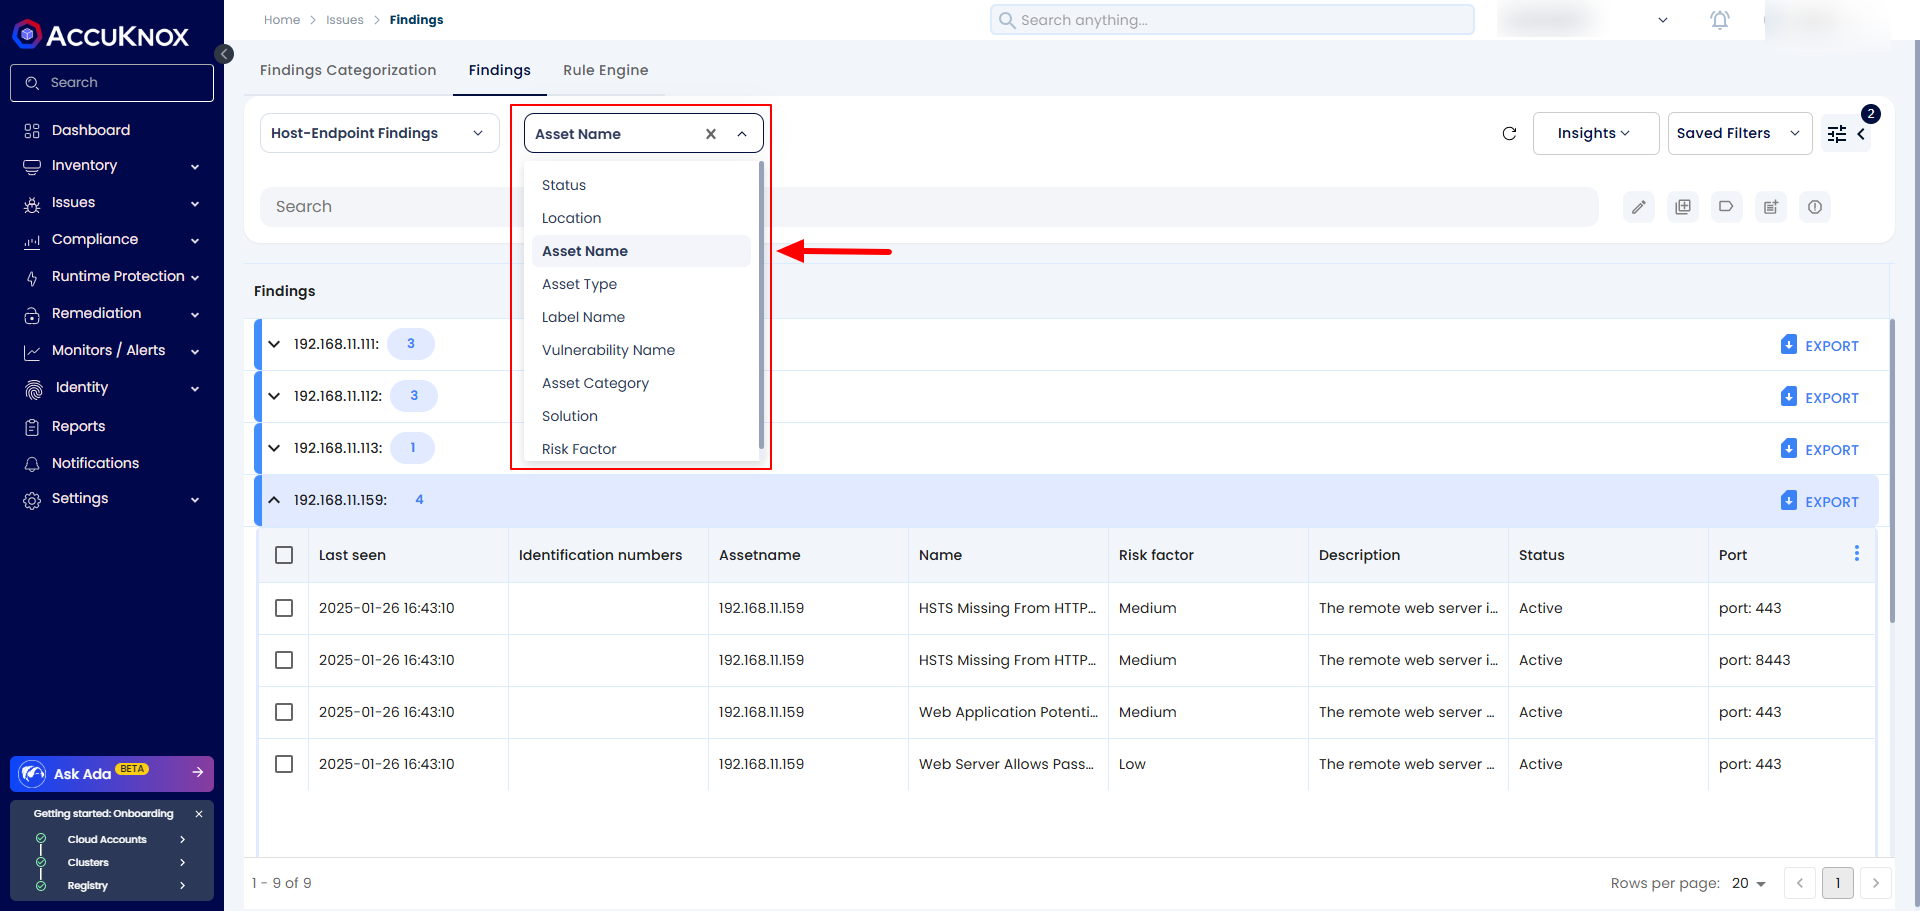 ACCUKNOX
Search
Dashboard
Inventory
Issues
Compliance
Runtime Protection
Remediation
Monitors / Alerts
Identity
Reports
Notifications
Settings
Ask Ada BETA
Getting started: Onboarding
Cloud Accounts
Clusters
Registry
Home > Issues > Findings
Search anything...
Findings Categorization Findings Rule Engine
Host-Endpoint Findings
Asset Name
Insights
Saved Filters
2
Search
Status
Location
Asset Name
Asset Type
Label Name
Vulnerability Name
Asset Category
Solution
Risk Factor
Findings
192.168.11.111: 3 EXPORT
192.168.11.112: 3 EXPORT
192.168.11.113: 1 EXPORT
192.168.11.159: 4 EXPORT
Last seen Identification numbers Assetname Name Risk factor Description Status Port
2025-01-26 16:43:10 192.168.11.159 HSTS Missing From HTTP... Medium The remote web server i... Active port: 443
2025-01-26 16:43:10 192.168.11.159 HSTS Missing From HTTP... Medium The remote web server i... Active port: 8443
2025-01-26 16:43:10 192.168.11.159 Web Application Potenti... Medium The remote web server ... Active port: 443
2025-01-26 16:43:10 192.168.11.159 Web Server Allows Pass... Low The remote web server ... Active port: 443
1 - 9 of 9
Rows per page: 20
1